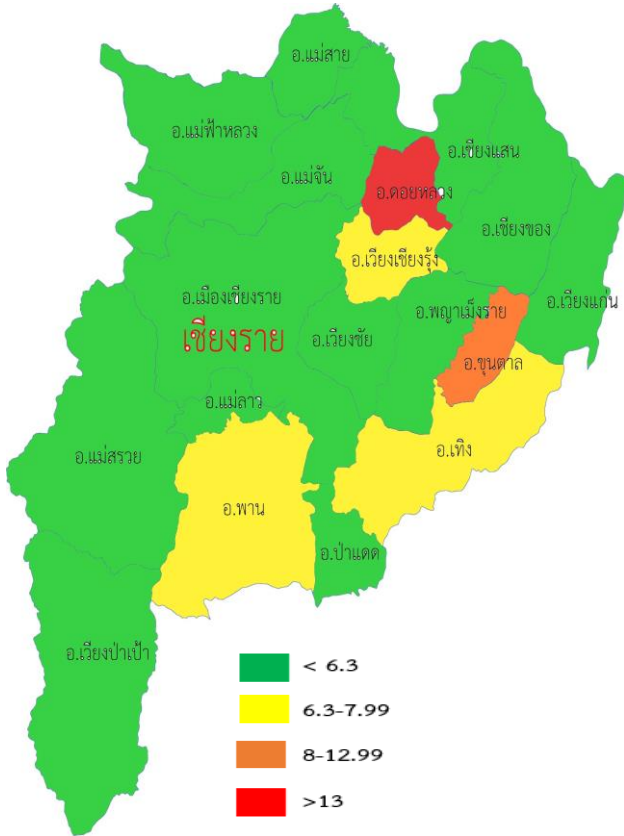 อ.แม่สาย
อ.แม่ฟ้าหลวง
อ.เชียงแสน
อ.แม่จัน
อ.ดอยหลวง
อ.เชียงของ
อ.เวียงเชียงรุ้ง
อ.เมืองเชียงราย
อ.เวียงแก่น
อ.พญาเม็งราย
เชียงราย
อ.เวียงชัย
อ.ขุนตาล
อ.แม่ลาว
อ.เทิง
อ.แม่สรวย
อ.พาน
อ.ป่าแดด
อ.เวียงป่าเป้า
< 6.3
6.3-7.99
8-12.99
>13